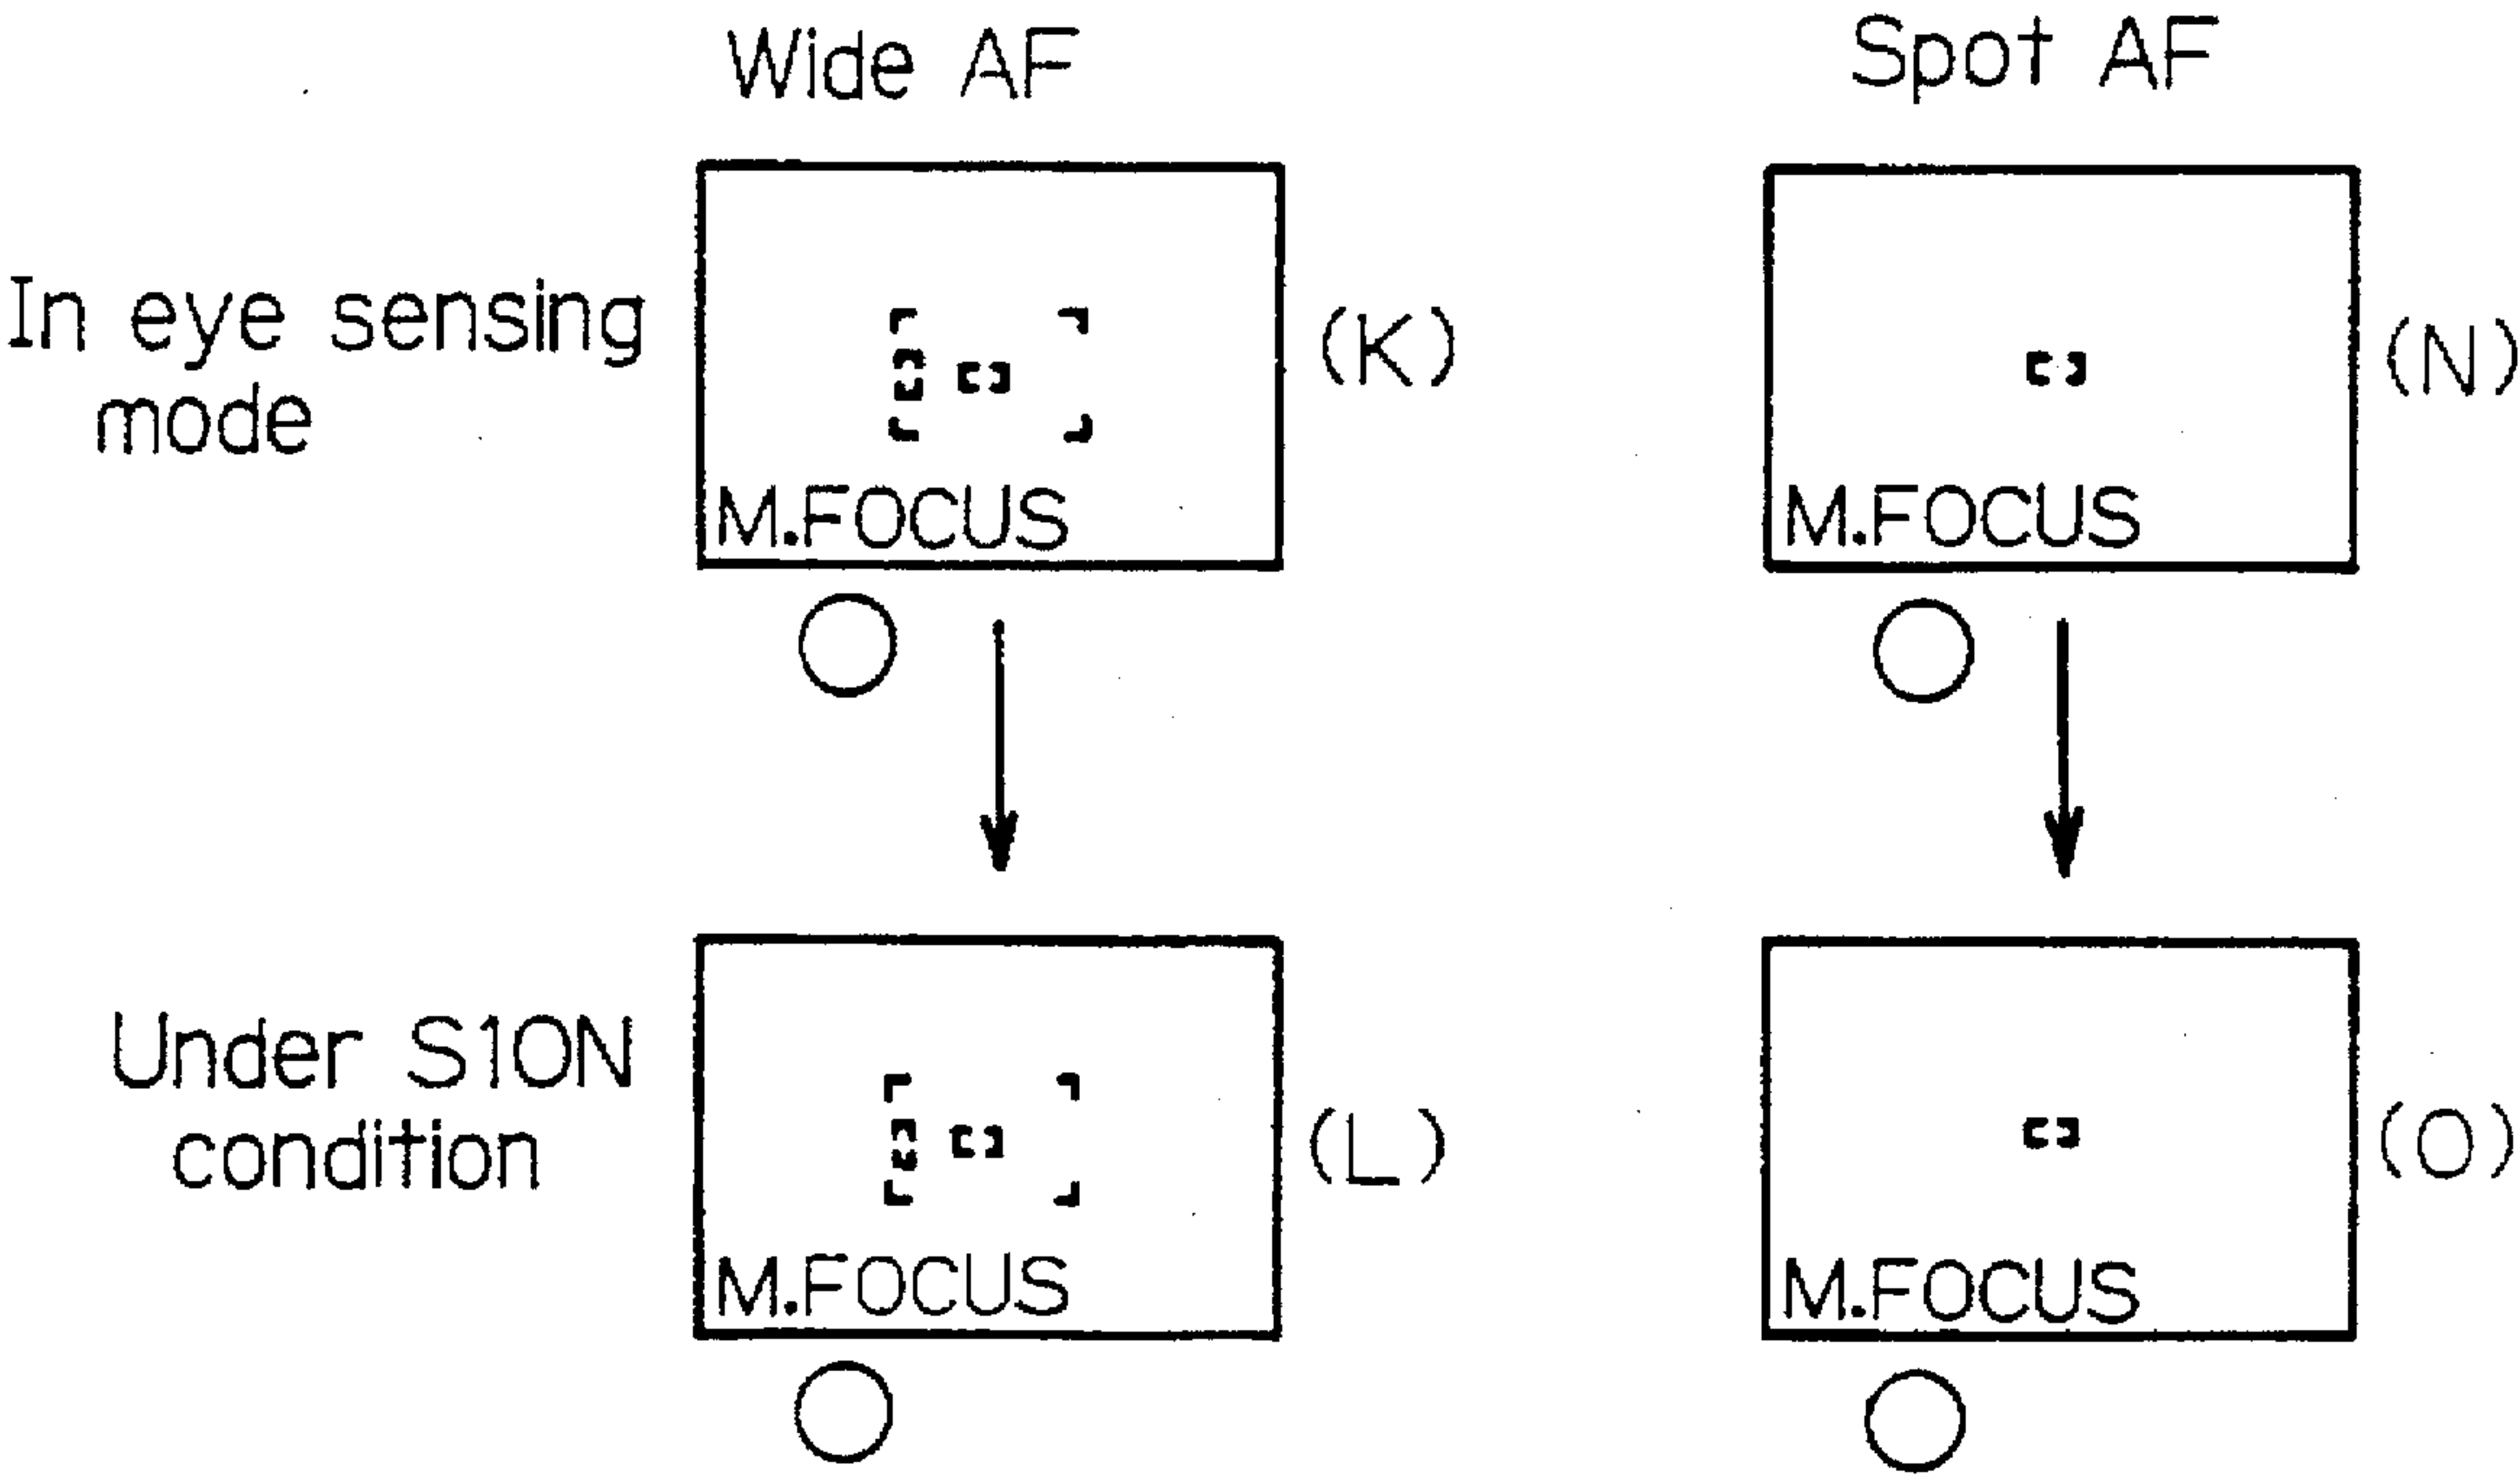 Wide AF
Spot AF
In eye sensing
mode
M.FOCUS
(K)
M.FOCUS
(N)
Under S1ON
condition
M.FOCUS
(L)
M.FOCUS
(O)